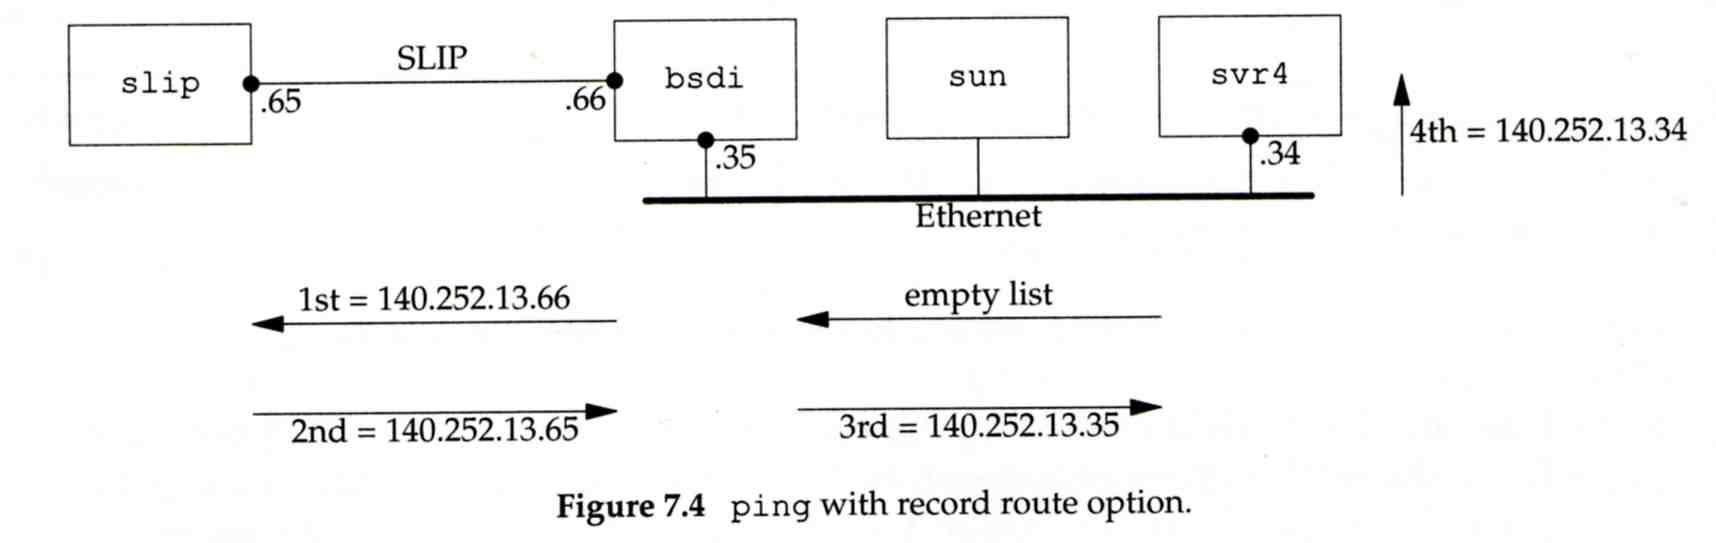 SLIP
slip
bsdi
sun
svr4
.65
.66
.35
.34
4th = 140.252.13.34
Ethernet
1st = 140.252.13.66
empty list
2nd = 140.252.13.65
3rd = 140.252.13.35
Figure 7.4 ping with record route option.